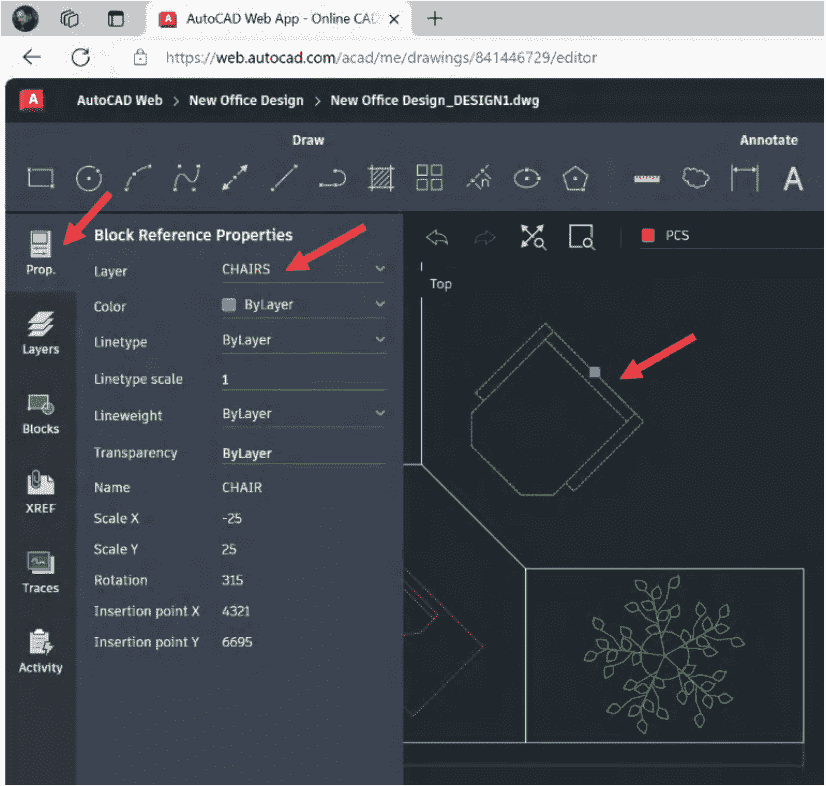 AutoCAD Web App - Online CAD
https://web.autocad.com/acad/me/drawings/841446729/editor
A AutoCAD Web > New Office Design > New Office Design_DESIGN1.dwg
Draw Annotate
A
Prop.
Layers
Blocks
XREF
Traces
Activity
Block Reference Properties
Layer CHAIRS
Color ByLayer
Linetype ByLayer
Linetype scale 1
Lineweight ByLayer
Transparency ByLayer
Name CHAIR
Scale X -25
Scale Y 25
Rotation 315
Insertion point X 4321
Insertion point Y 6695
PCS
Top